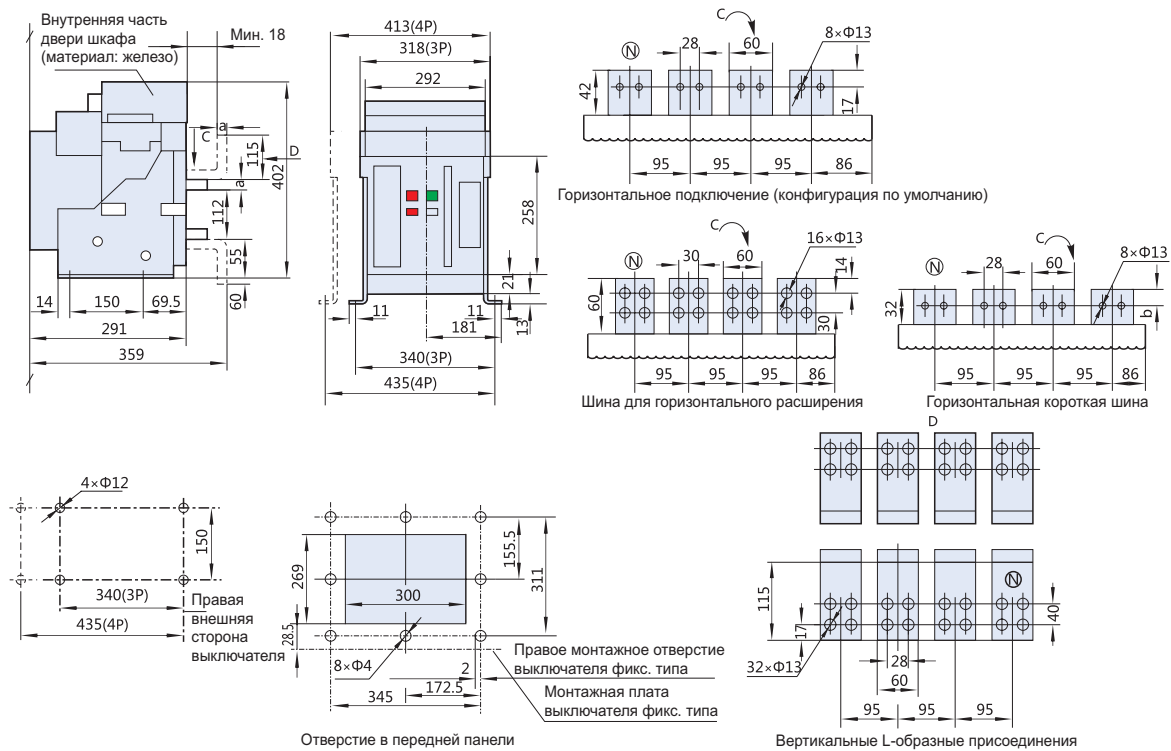 Внутренняя часть
двери шкафа
(материал: железо)
Мин. 18
C
a
115
D
402
a
112
55
60
14
150
69.5
291
359
413(4P)
318(3P)
292
258
21
11
11
13
181
340(3P)
435(4P)
C
N
28
60
8×Φ13
42
17
95
95
95
86
Горизонтальное подключение (конфигурация по умолчанию)
C
N
30
60
16×Φ13
14
60
30
95
95
95
86
Шина для горизонтального расширения
C
N
28
60
8×Φ13
32
b
95
95
95
86
Горизонтальная короткая шина
4×Φ12
150
340(3P)
435(4P)
Правая
внешняя
сторона
выключателя
269
300
155.5
311
28.5
8×Φ4
2
172.5
345
Правое монтажное отверстие
выключателя фикс. типа
Монтажная плата
выключателя фикс. типа
Отверстие в передней панели
D
N
115
17
40
32×Φ13
28
60
95
95
95
Вертикальные L-образные присоединения